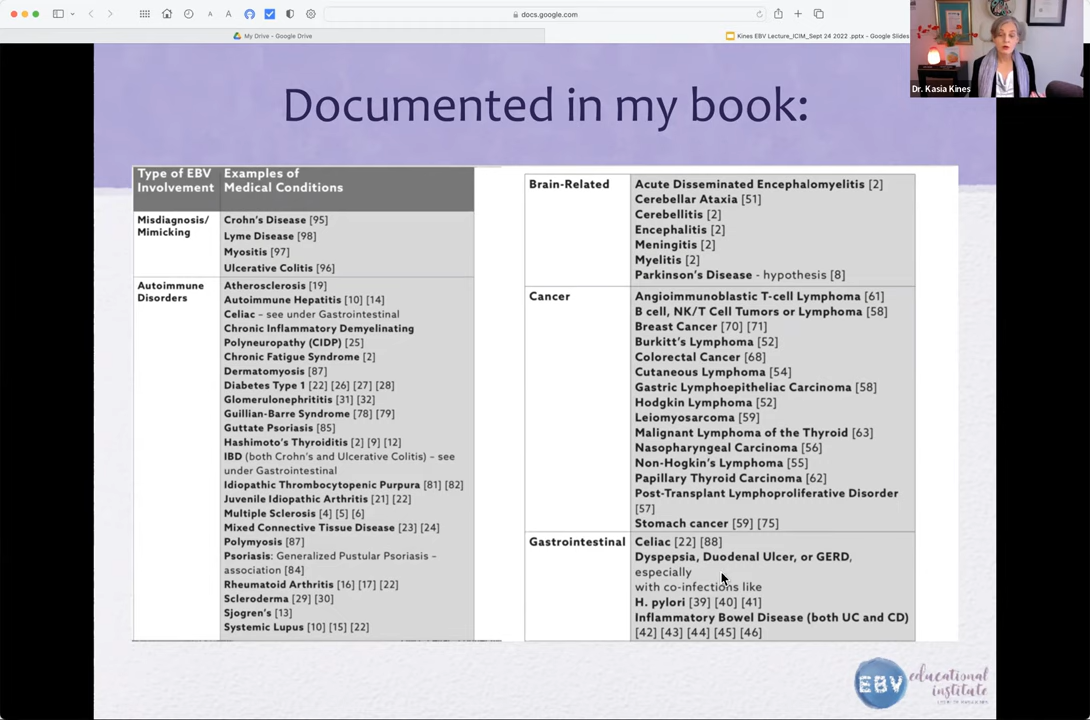 docs.google.com
My Drive - Google Drive
Kines EBV Lecture_ICIM_Sept 24 2022 .pptx - Google Slides
Dr. Kasia Kines
Documented in my book:
Type of EBV Involvement
Examples of Medical Conditions
Misdiagnosis/
Mimicking
Crohn's Disease [95]
Lyme Disease [98]
Myositis [97]
Ulcerative Colitis [96]
Autoimmune
Disorders
Atherosclerosis [19]
Autoimmune Hepatitis [10] [14]
Celiac – see under Gastrointestinal
Chronic Inflammatory Demyelinating
Polyneuropathy (CIDP) [25]
Chronic Fatigue Syndrome [2]
Dermatomyosis [87]
Diabetes Type 1 [22] [26] [27] [28]
Glomerulonephrititis [31] [32]
Guillian-Barre Syndrome [78] [79]
Guttate Psoriasis [85]
Hashimoto's Thyroiditis [2] [9] [12]
IBD (both Crohn's and Ulcerative Colitis) – see
under Gastrointestinal
Idiopathic Thrombocytopenic Purpura [81] [82]
Juvenile Idiopathic Arthritis [21] [22]
Multiple Sclerosis [4] [5] [6]
Mixed Connective Tissue Disease [23] [24]
Polymyosis [87]
Psoriasis: Generalized Pustular Psoriasis –
association [84]
Rheumatoid Arthritis [16] [17] [22]
Scleroderma [29] [30]
Sjogren's [13]
Systemic Lupus [10] [15] [22]
Brain-Related
Acute Disseminated Encephalomyelitis [2]
Cerebellar Ataxia [51]
Cerebellitis [2]
Encephalitis [2]
Meningitis [2]
Myelitis [2]
Parkinson's Disease - hypothesis [8]
Cancer
Angioimmunoblastic T-cell Lymphoma [61]
B cell, NK/T Cell Tumors or Lymphoma [58]
Breast Cancer [70] [71]
Burkitt's Lymphoma [52]
Colorectal Cancer [68]
Cutaneous Lymphoma [54]
Gastric Lymphoepitheliac Carcinoma [58]
Hodgkin Lymphoma [52]
Leiomyosarcoma [59]
Malignant Lymphoma of the Thyroid [63]
Nasopharyngeal Carcinoma [56]
Non-Hogkin's Lymphoma [55]
Papillary Thyroid Carcinoma [62]
Post-Transplant Lymphoproliferative Disorder
[57]
Stomach cancer [59] [75]
Gastrointestinal
Celiac [22] [88]
Dyspepsia, Duodenal Ulcer, or GERD,
especially
with co-infections like
H. pylori [39] [40] [41]
Inflammatory Bowel Disease (both UC and CD)
[42] [43] [44] [45] [46]
EBV educational
institute